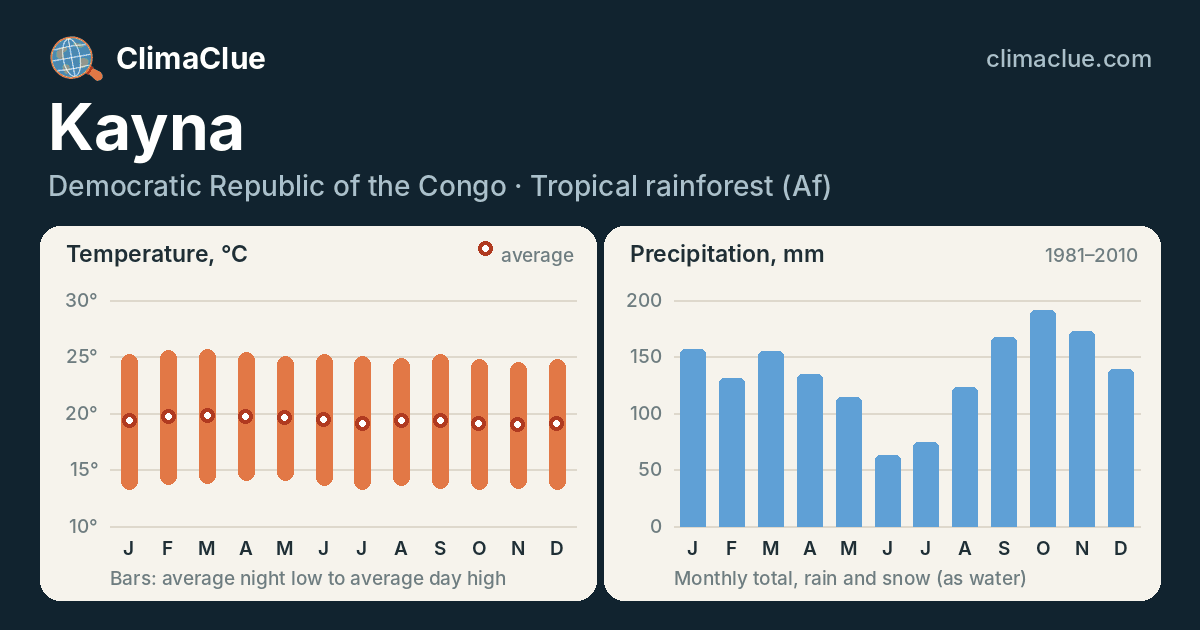 ClimaClue
climaclue.com
Kayna
Democratic Republic of the Congo · Tropical rainforest (Af)
Temperature, °C
average
30°
25°
20°
15°
10°
J F M A M J J A S O N D
Bars: average night low to average day high
Precipitation, mm
1981–2010
200
150
100
50
0
J F M A M J J A S O N D
Monthly total, rain and snow (as water)